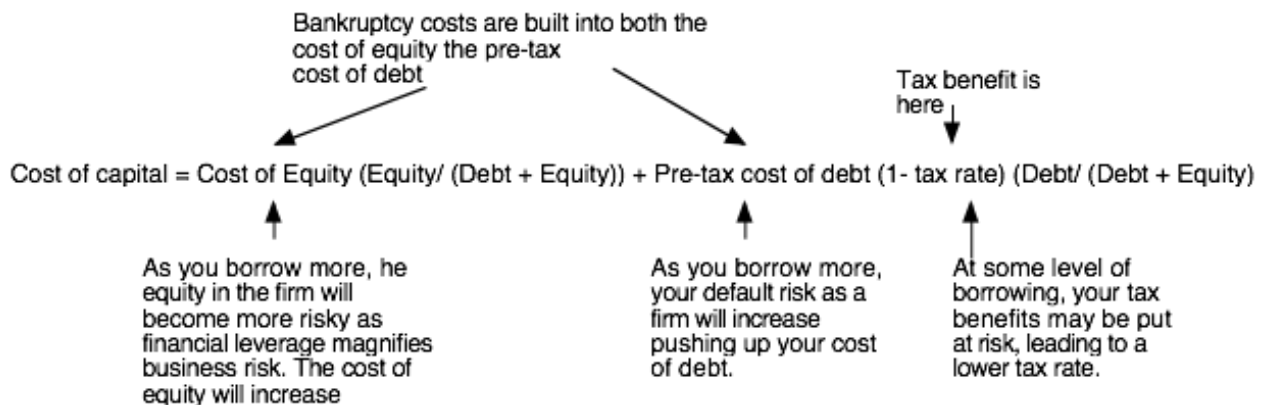 Bankruptcy costs are built into both the
cost of equity the pre-tax
cost of debt
Tax benefit is
here
Cost of capital = Cost of Equity (Equity/ (Debt + Equity)) + Pre-tax cost of debt (1- tax rate) (Debt/ (Debt + Equity)
As you borrow more, he
equity in the firm will
become more risky as
financial leverage magnifies
business risk. The cost of
equity will increase
As you borrow more,
your default risk as a
firm will increase
pushing up your cost
of debt.
At some level of
borrowing, your tax
benefits may be put
at risk, leading to a
lower tax rate.